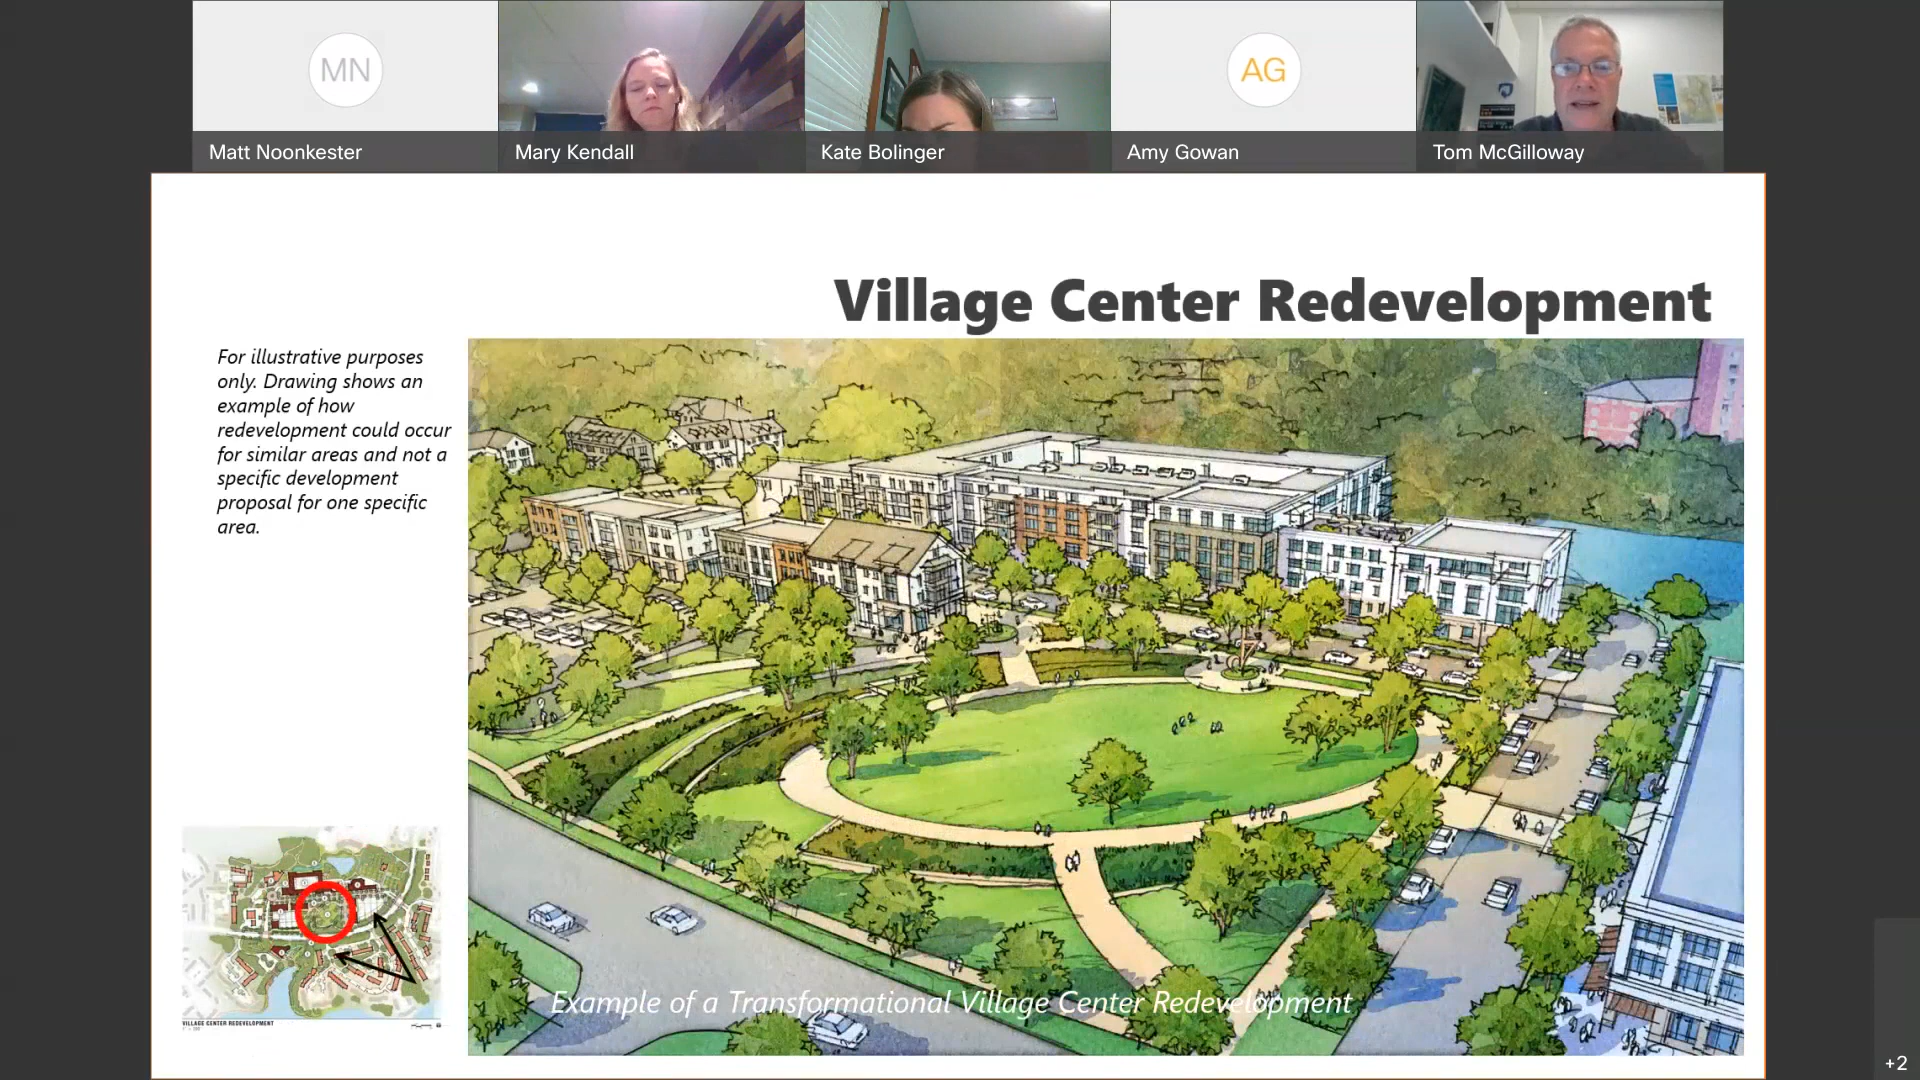 MN
AG
Matt Noonkester
Mary Kendall
Kate Bolinger
Amy Gowan
Tom McGilloway
Village Center Redevelopment
For illustrative purposes
only. Drawing shows an
example of how
redevelopment could occur
for similar areas and not a
specific development
proposal for one specific
area.
VILLAGE CENTER REDEVELOPMENT
Example of a Transformational Village Center Redevelopment
+2